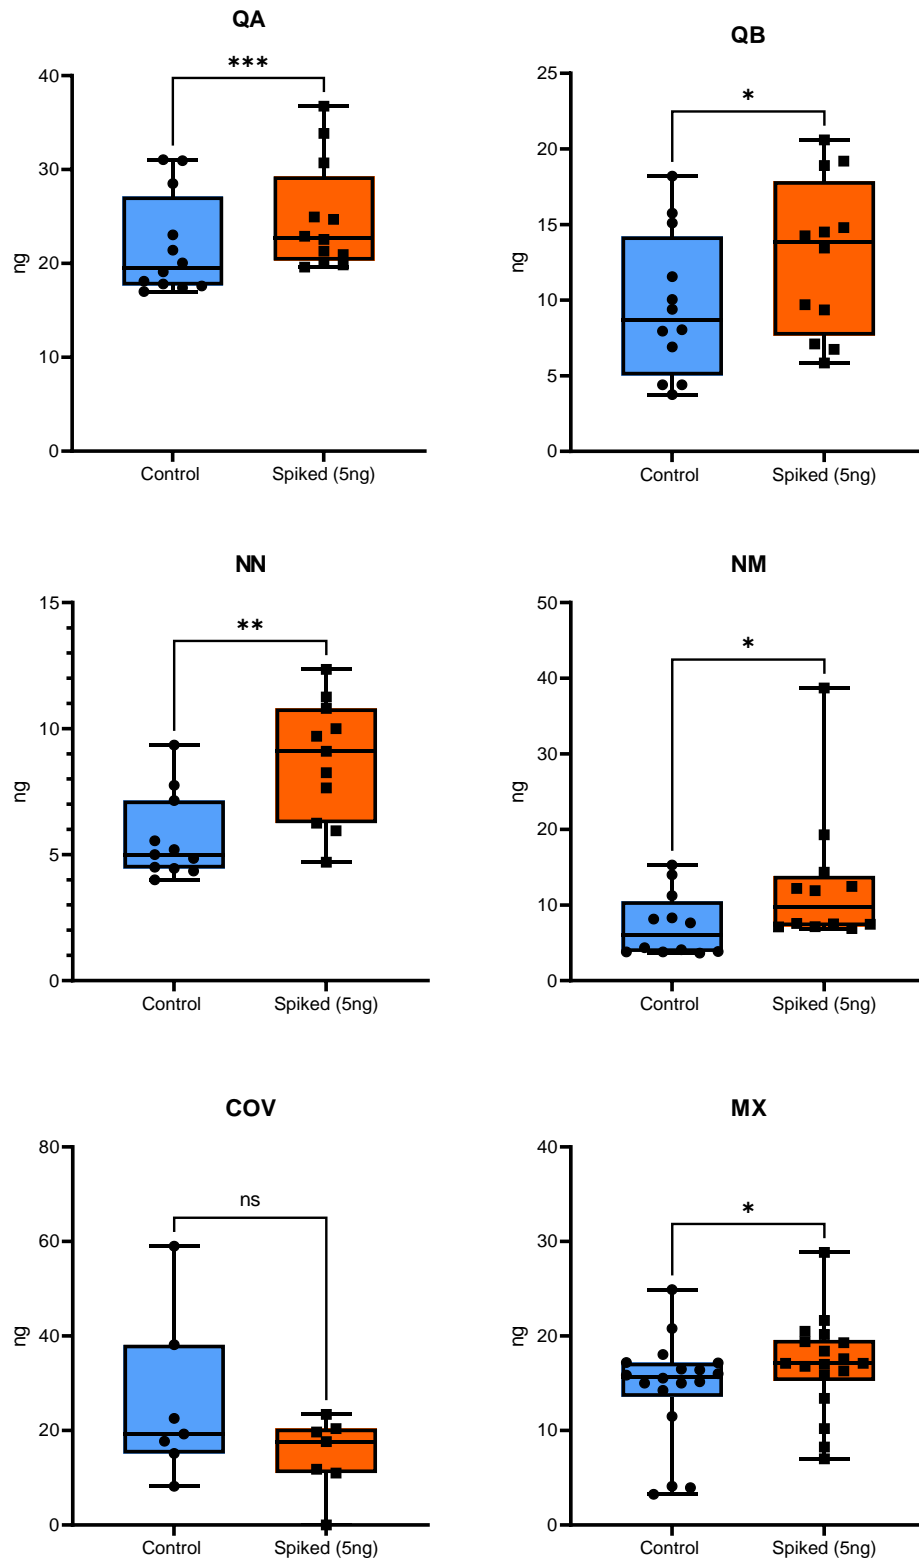 QA
***
40
30
20
10
0
ng
Control Spiked (5ng)
QB
*
25
20
15
10
5
0
ng
Control Spiked (5ng)
NN
**
15
10
5
0
ng
Control Spiked (5ng)
NM
*
50
40
30
20
10
0
ng
Control Spiked (5ng)
COV
ns
80
60
40
20
0
ng
Control Spiked (5ng)
MX
*
40
30
20
10
0
ng
Control Spiked (5ng)